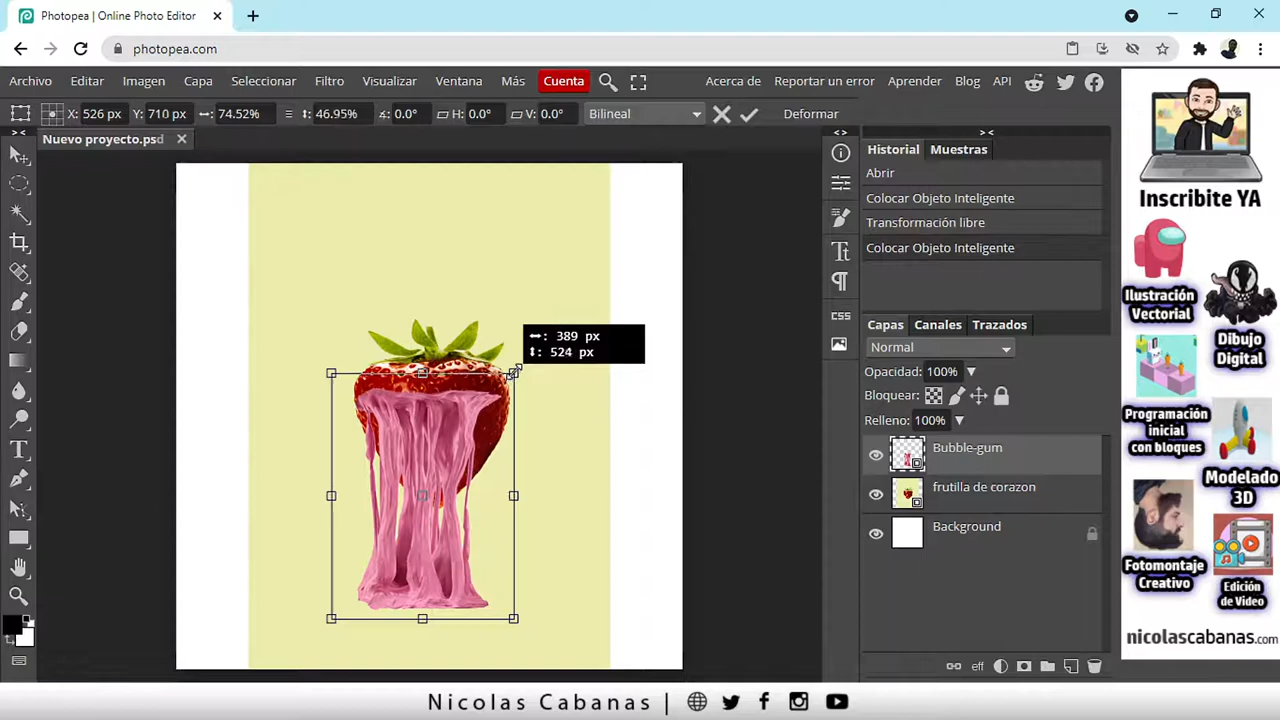 Photopea | Online Photo Editor
photopea.com
Archivo Editar Imagen Capa Seleccionar Filtro Visualizar Ventana Más Cuenta Acerca de Reportar un error Aprender Blog API
X: 526 px Y: 710 px 74.52% 46.95% 0.0° H: 0.0° V: 0.0° Bilineal Deformar
Nuevo proyecto.psd
Historial Muestras
Abrir
Colocar Objeto Inteligente
Transformación libre
Colocar Objeto Inteligente
CSS
Capas Canales Trazados
Normal
Opacidad: 100%
Bloquear:
Relleno: 100%
Bubble-gum
frutilla de corazon
Background
eff
: 389 px
: 524 px
Inscribite YA
Ilustración
Vectorial
Dibujo
Digital
Programación
inicial
con bloques
Modelado
3D
Fotomontaje
Creativo
Edición
de Video
nicolascabanas.com
Nicolas Cabanas |